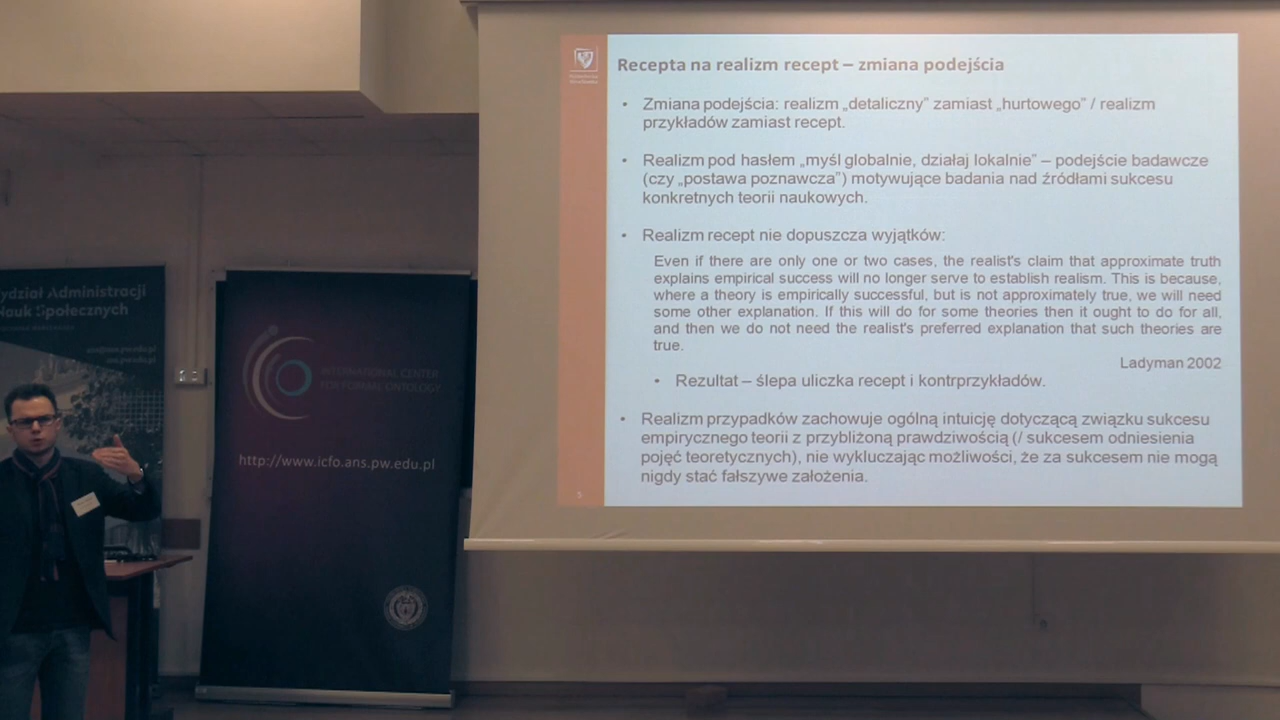 Recepta na realizm recept – zmiana podejścia
• Zmiana podejścia: realizm „detaliczny” zamiast „hurtowego” / realizm
przykładów zamiast recept.
• Realizm pod hasłem „myśl globalnie, działaj lokalnie” – podejście badawcze
(czy „postawa poznawcza”) motywujące badania nad źródłami sukcesu
konkretnych teorii naukowych.
• Realizm recept nie dopuszcza wyjątków:
Even if there are only one or two cases, the realist's claim that approximate truth
explains empirical success will no longer serve to establish realism. This is because,
where a theory is empirically successful, but is not approximately true, we will need
some other explanation. If this will do for some theories then it ought to do for all,
and then we do not need the realist's preferred explanation that such theories are
true.
Ladyman 2002
• Rezultat – ślepa uliczka recept i kontrprzykładów.
• Realizm przypadków zachowuje ogólną intuicję dotyczącą związku sukcesu
empirycznego teorii z przybliżoną prawdziwością (/ sukcesem odniesienia
pojęć teoretycznych), nie wykluczając możliwości, że za sukcesem nie mogą
nigdy stać fałszywe założenia.
5
ydział Administracji
Nauk Społecznych
INTERNATIONAL CENTER
FOR FORMAL ONTOLOGY
http://www.icfo.ans.pw.edu.pl